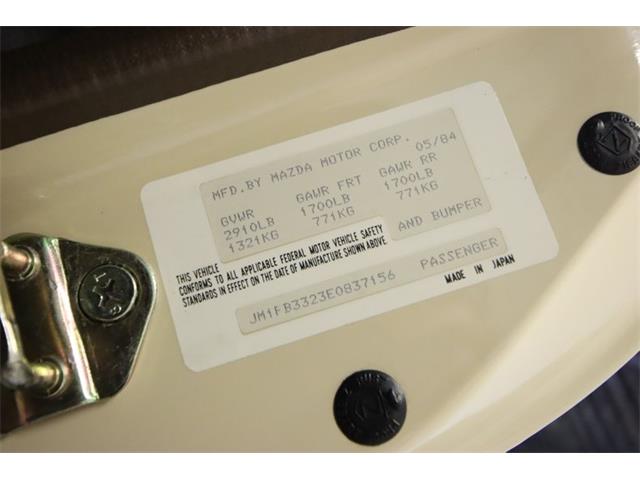 MFD.BY MAZDA MOTOR CORP. 05/84
GVWR GAWR FRT GAWR RR
2910LB 1700LB 1700LB
1321KG 771KG 771KG
THIS VEHICLE
CONFORMS TO ALL APPLICABLE FEDERAL MOTOR VEHICLE SAFETY AND BUMPER
STANDARDS IN EFFECT ON THE DATE OF MANUFACTURE SHOWN ABOVE
JM1FB3323E0837156 PASSENGER
MADE IN JAPAN